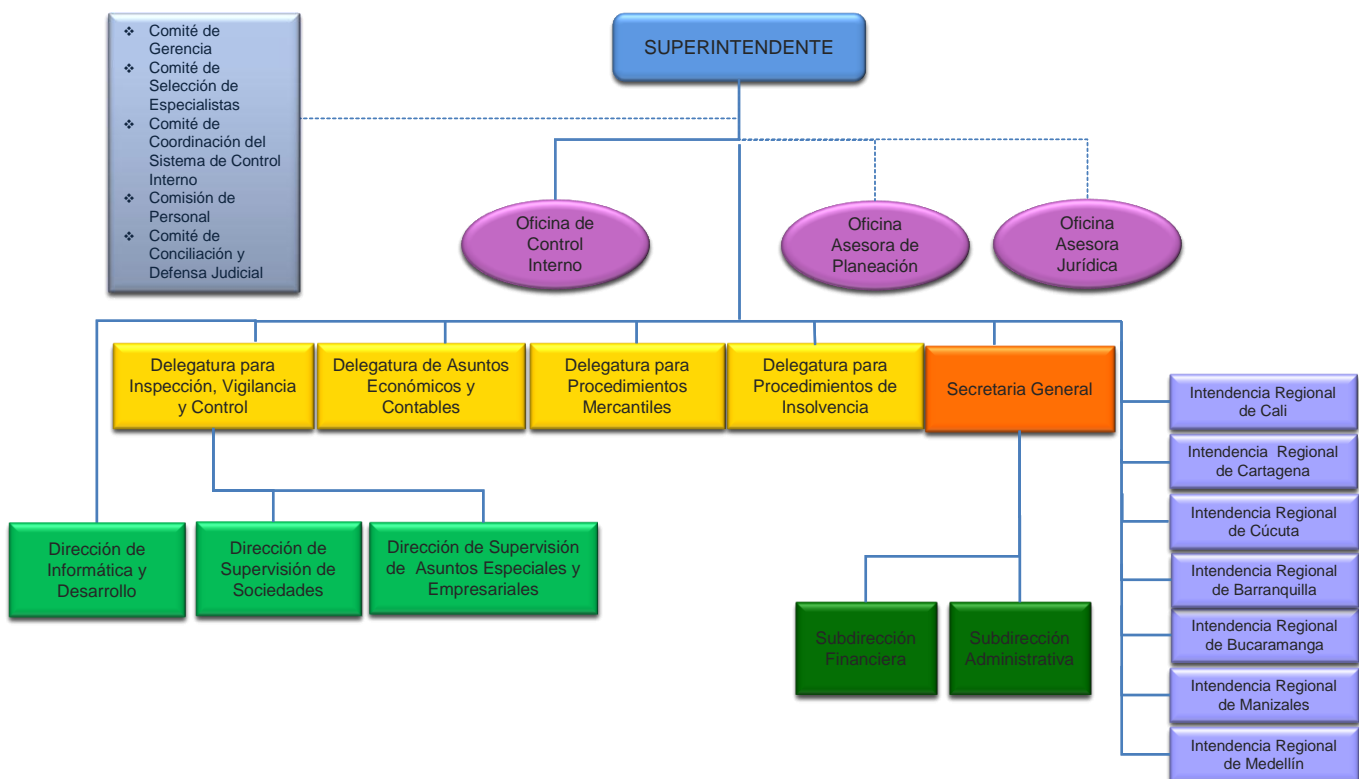 ❖ Comité de
Gerencia
❖ Comité de
Selección de
Especialistas
❖ Comité de
Coordinación del
Sistema de Control
Interno
❖ Comisión de
Personal
❖ Comité de
Conciliación y
Defensa Judicial
SUPERINTENDENTE
Oficina de
Control
Interno
Oficina
Asesora de
Planeación
Oficina
Asesora
Jurídica
Delegatura para
Inspección, Vigilancia
y Control
Delegatura de Asuntos
Económicos y
Contables
Delegatura para
Procedimientos
Mercantiles
Delegatura para
Procedimientos de
Insolvencia
Secretaria General
Intendencia Regional
de Cali
Intendencia Regional
de Cartagena
Intendencia Regional
de Cúcuta
Intendencia Regional
de Barranquilla
Intendencia Regional
de Bucaramanga
Intendencia Regional
de Manizales
Intendencia Regional
de Medellín
Dirección de
Informática y
Desarrollo
Dirección de
Supervisión de
Sociedades
Dirección de Supervisión
de Asuntos Especiales y
Empresariales
Subdirección
Financiera
Subdirección
Administrativa